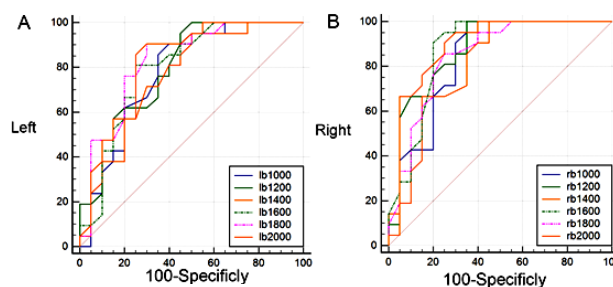 A
B
100
80
60
40
20
0
Left
0 20 40 60 80 100
100-Specificly
lb1000
lb1200
lb1400
lb1600
lb1800
lb2000
100
80
60
40
20
0
Right
0 20 40 60 80 100
100-Specificly
rb1000
rb1200
rb1400
rb1600
rb1800
rb2000